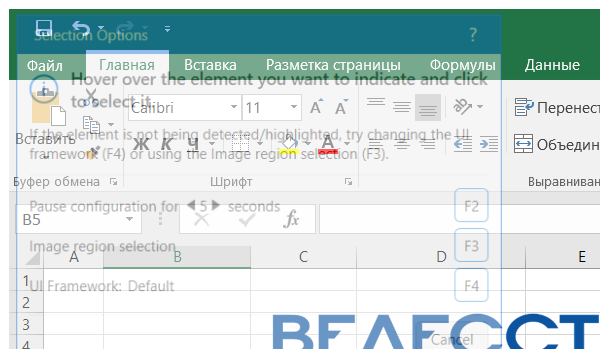 Selection Options ?
Файл Главная Вставка Разметка страницы Формулы Данные
Hover over the element you want to indicate and click
to select it
Calibri 11 Перенест
If the element is not being detected/highlighted, try changing the UI
framework (F4) or using the Image region selection (F3).
Вставить Ж К Ч А Объедин
Буфер обмена Шрифт Выравниван
Pause configuration for 5 seconds F2
B5 fx
Image region selection F3
A B C D E
1
UI Framework: Default F4
2
3
4
Cancel